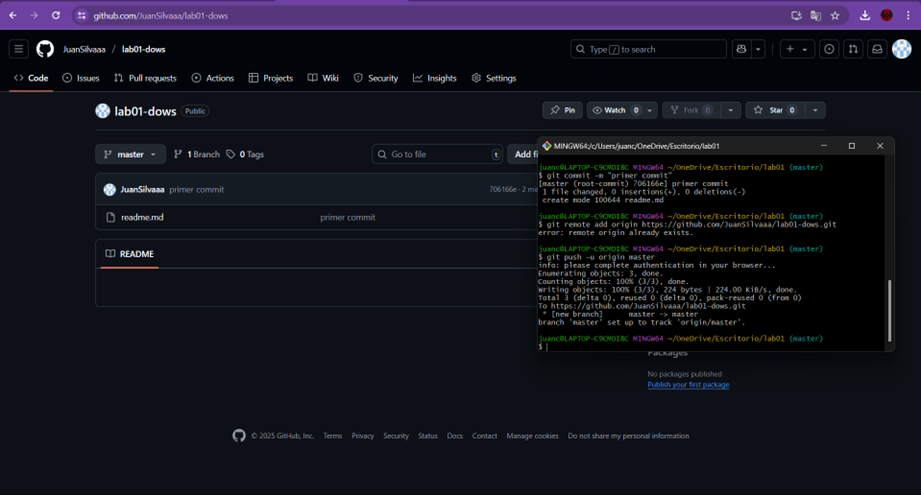 github.com/JuanSilvaaa/lab01-dows
JuanSilvaaa / lab01-dows
Type / to search
Code Issues Pull requests Actions Projects Wiki Security Insights Settings
lab01-dows Public
Pin Watch 0 Fork 0 Star 0
master 1 Branch 0 Tags Go to file t Add fi
JuanSilvaaa primer commit 706166e · 2 min
readme.md primer commit
README
MINGW64:/c/Users/juanc/OneDrive/Escritorio/lab01
juanc@LAPTOP-C9CMDI8C MINGW64 ~/OneDrive/Escritorio/lab01 (master)
$ git commit -m "primer commit"
[master (root-commit) 706166e] primer commit
1 file changed, 0 insertions(+), 0 deletions(-)
create mode 100644 readme.md
juanc@LAPTOP-C9CMDI8C MINGW64 ~/OneDrive/Escritorio/lab01 (master)
$ git remote add origin https://github.com/JuanSilvaaa/lab01-dows.git
error: remote origin already exists.
juanc@LAPTOP-C9CMDI8C MINGW64 ~/OneDrive/Escritorio/lab01 (master)
$ git push -u origin master
info: please complete authentication in your browser...
Enumerating objects: 3, done.
Counting objects: 100% (3/3), done.
Writing objects: 100% (3/3), 224 bytes | 224.00 KiB/s, done.
Total 3 (delta 0), reused 0 (delta 0), pack-reused 0 (from 0)
To https://github.com/JuanSilvaaa/lab01-dows.git
* [new branch] master -> master
branch 'master' set up to track 'origin/master'.
juanc@LAPTOP-C9CMDI8C MINGW64 ~/OneDrive/Escritorio/lab01 (master)
$
Packages
No packages published
Publish your first package
© 2025 GitHub, Inc. Terms Privacy Security Status Docs Contact Manage cookies Do not share my personal information